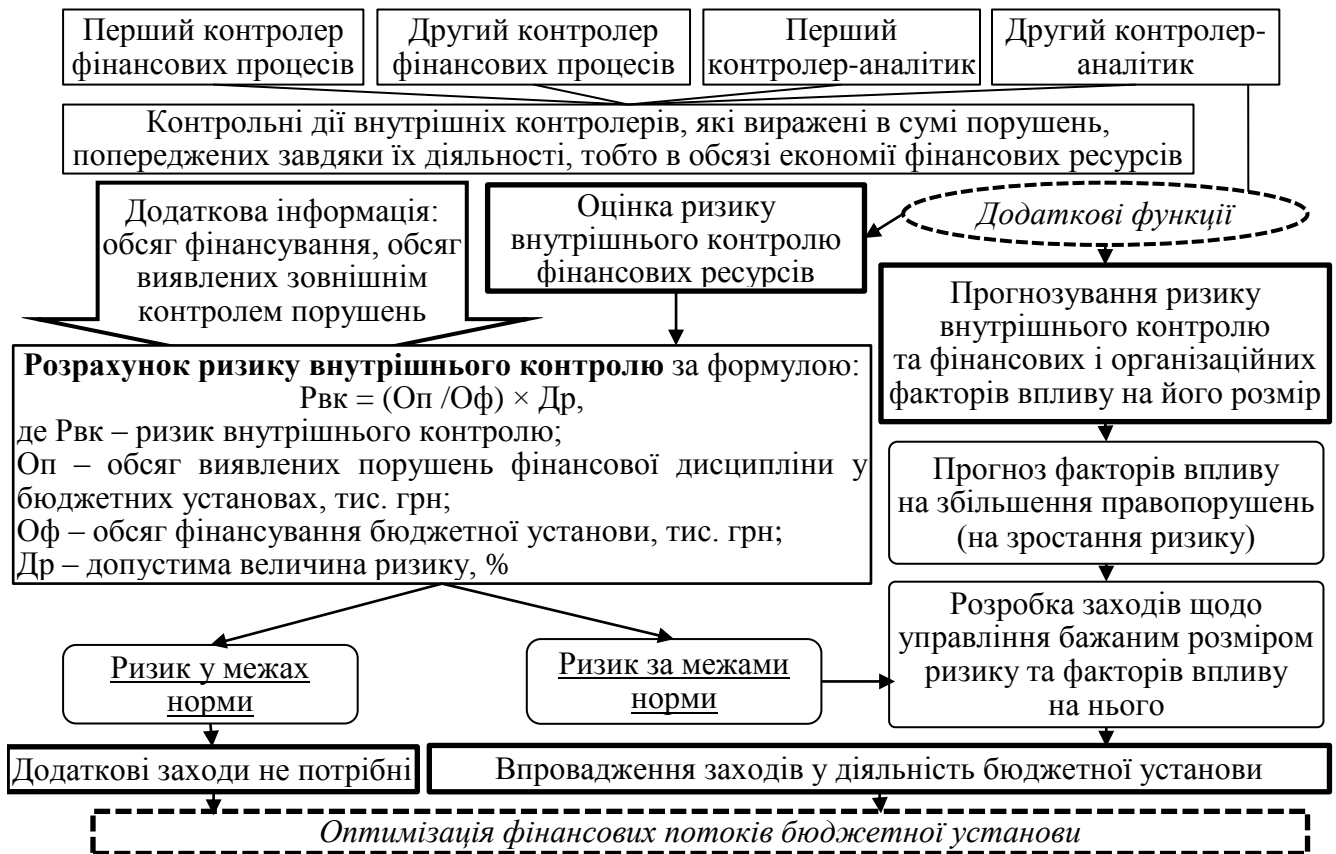 Перший контролер
фінансових процесів
Другий контролер
фінансових процесів
Перший
контролер-аналітик
Другий контролер-
аналітик
Контрольні дії внутрішніх контролерів, які виражені в сумі порушень,
попереджених завдяки їх діяльності, тобто в обсязі економії фінансових ресурсів
Додаткова інформація:
обсяг фінансування, обсяг
виявлених зовнішнім
контролем порушень
Оцінка ризику
внутрішнього контролю
фінансових ресурсів
Додаткові функції
Прогнозування ризику
внутрішнього контролю
та фінансових і організаційних
факторів впливу на його розмір
Розрахунок ризику внутрішнього контролю за формулою:
Рвк = (Оп /Оф) × Др,
де Рвк – ризик внутрішнього контролю;
Оп – обсяг виявлених порушень фінансової дисципліни у
бюджетних установах, тис. грн;
Оф – обсяг фінансування бюджетної установи, тис. грн;
Др – допустима величина ризику, %
Прогноз факторів впливу
на збільшення правопорушень
(на зростання ризику)
Розробка заходів щодо
управління бажаним розміром
ризику та факторів впливу
на нього
Ризик у межах
норми
Ризик за межами
норми
Додаткові заходи не потрібні
Впровадження заходів у діяльність бюджетної установи
Оптимізація фінансових потоків бюджетної установи